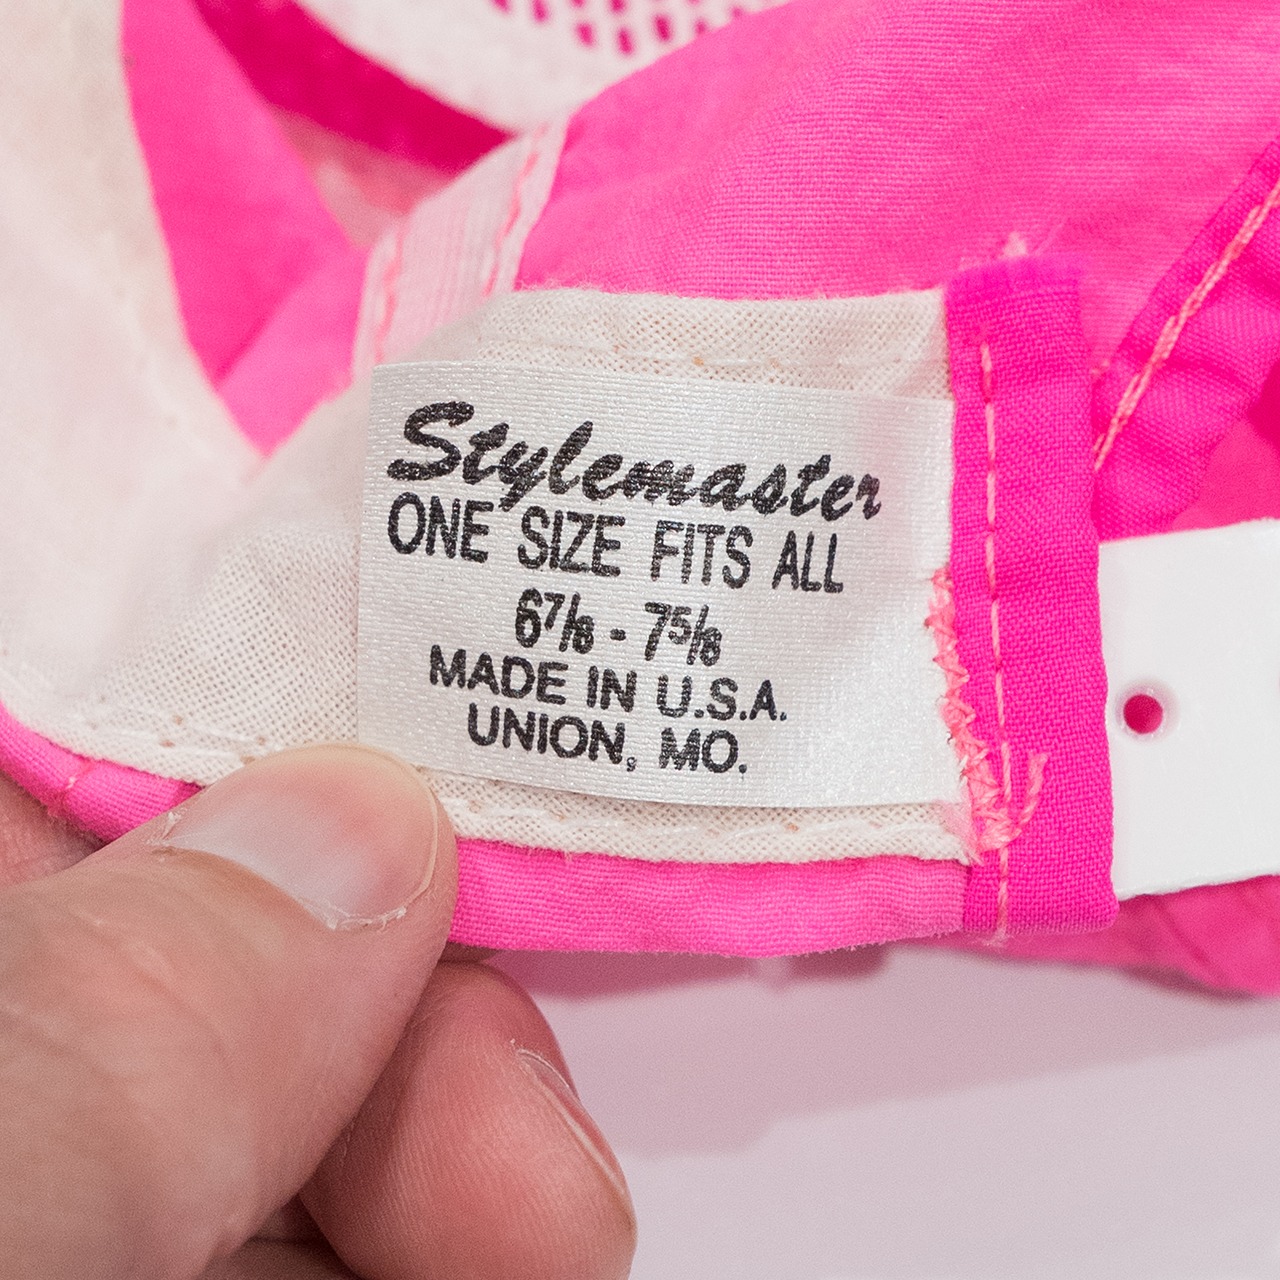 Stylemaster
ONE SIZE FITS ALL
6⅞ - 7⅝
MADE IN U.S.A.
UNION, MO.